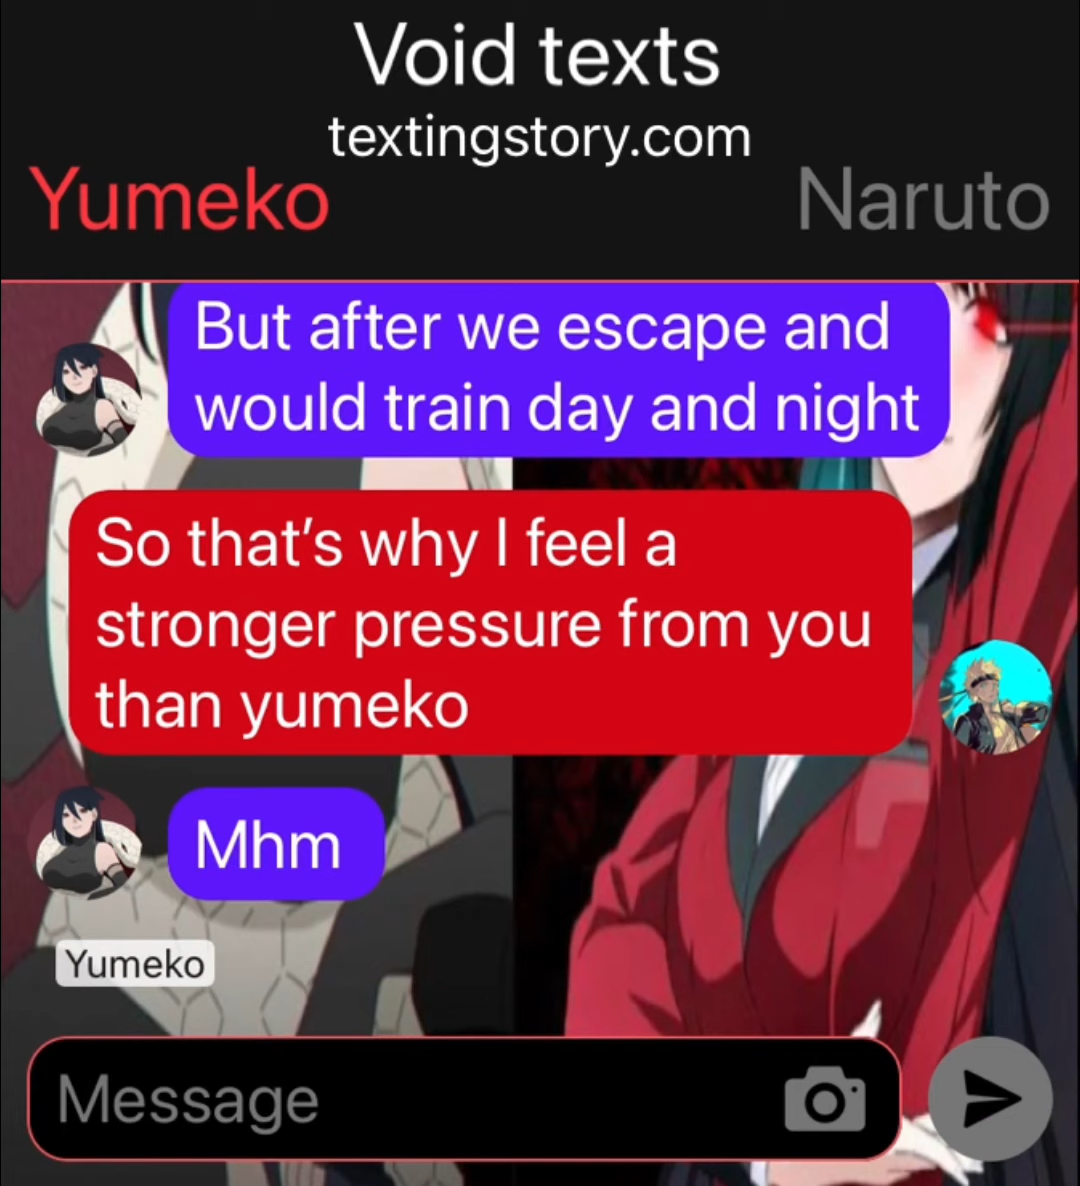 Void texts
textingstory.com
Yumeko
Naruto
But after we escape and
would train day and night
So that's why I feel a
stronger pressure from you
than yumeko
Mhm
Yumeko
Message